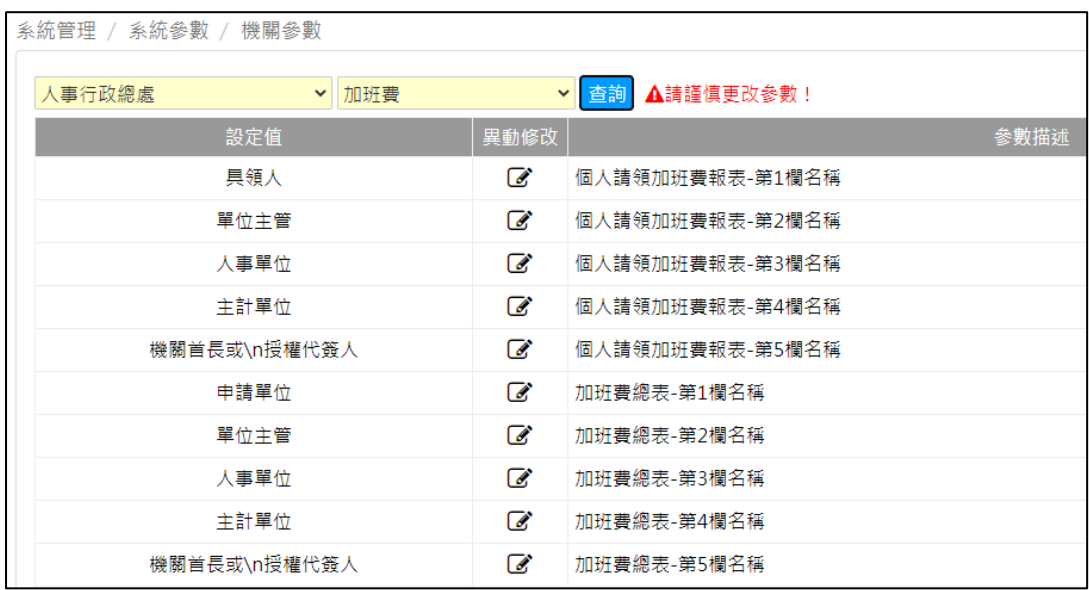 系統管理 / 系統參數 / 機關參數
人事行政總處 加班費 查詢 請謹慎更改參數！
設定值 異動修改 參數描述
具領人 個人請領加班費報表-第1欄名稱
單位主管 個人請領加班費報表-第2欄名稱
人事單位 個人請領加班費報表-第3欄名稱
主計單位 個人請領加班費報表-第4欄名稱
機關首長或\n授權代簽人 個人請領加班費報表-第5欄名稱
申請單位 加班費總表-第1欄名稱
單位主管 加班費總表-第2欄名稱
人事單位 加班費總表-第3欄名稱
主計單位 加班費總表-第4欄名稱
機關首長或\n授權代簽人 加班費總表-第5欄名稱